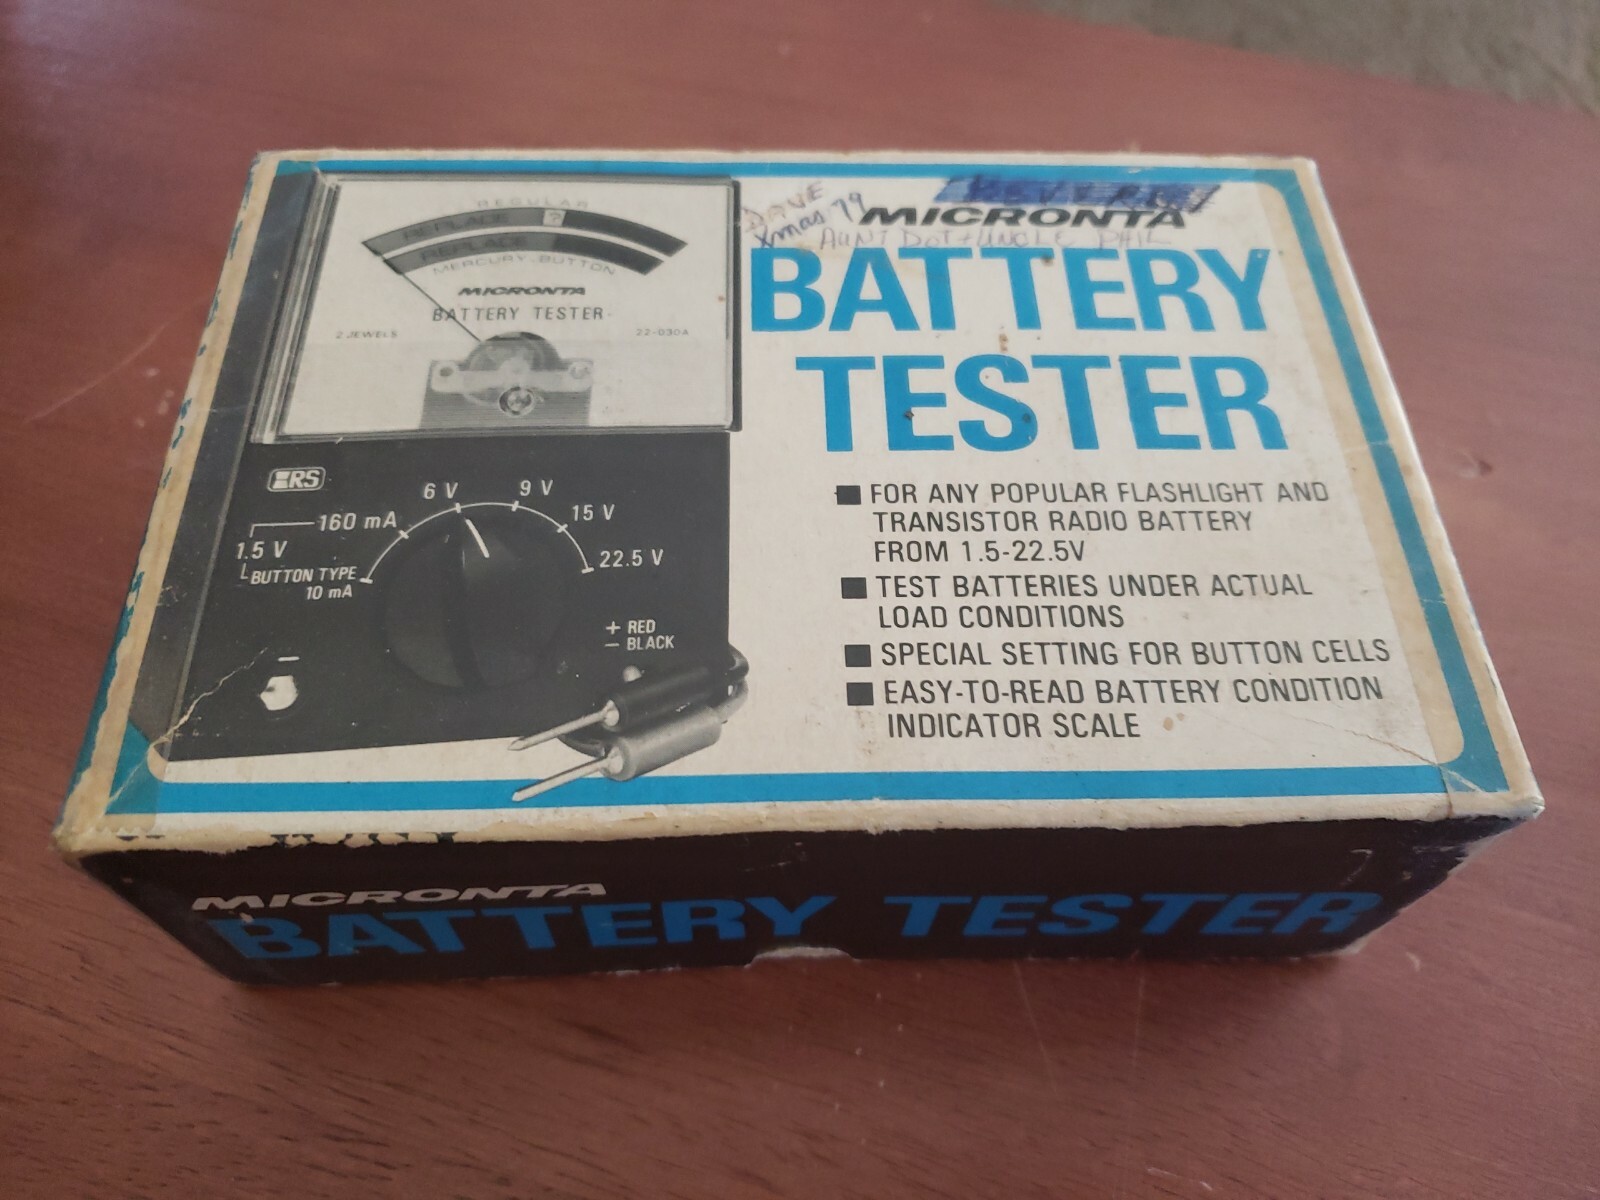 REGULAR
REPLACE ?
REPLACE
MERCURY-BUTTON
MICRONTA
BATTERY TESTER
2 JEWELS 22-030A
ERS
6 V 9 V
160 mA 15 V
1.5 V 22.5 V
BUTTON TYPE
10 mA
+ RED
− BLACK
DAVE
Xmas 79
MICRONTA
AUNT DOT + UNCLE PHIL
BATTERY
TESTER
■ FOR ANY POPULAR FLASHLIGHT AND
TRANSISTOR RADIO BATTERY
FROM 1.5-22.5V
■ TEST BATTERIES UNDER ACTUAL
LOAD CONDITIONS
■ SPECIAL SETTING FOR BUTTON CELLS
■ EASY-TO-READ BATTERY CONDITION
INDICATOR SCALE
MICRONTA
BATTERY TESTER